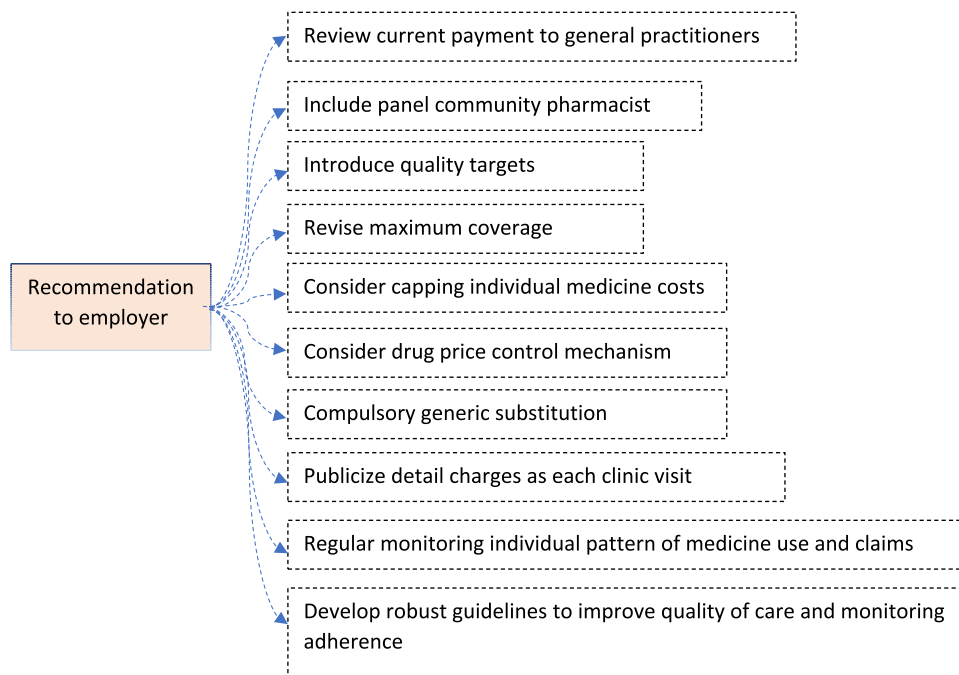 Review current payment to general practitioners
Include panel community pharmacist
Introduce quality targets
Revise maximum coverage
Recommendation
to employer
Consider capping individual medicine costs
Consider drug price control mechanism
Compulsory generic substitution
Publicize detail charges as each clinic visit
Regular monitoring individual pattern of medicine use and claims
Develop robust guidelines to improve quality of care and monitoring
adherence